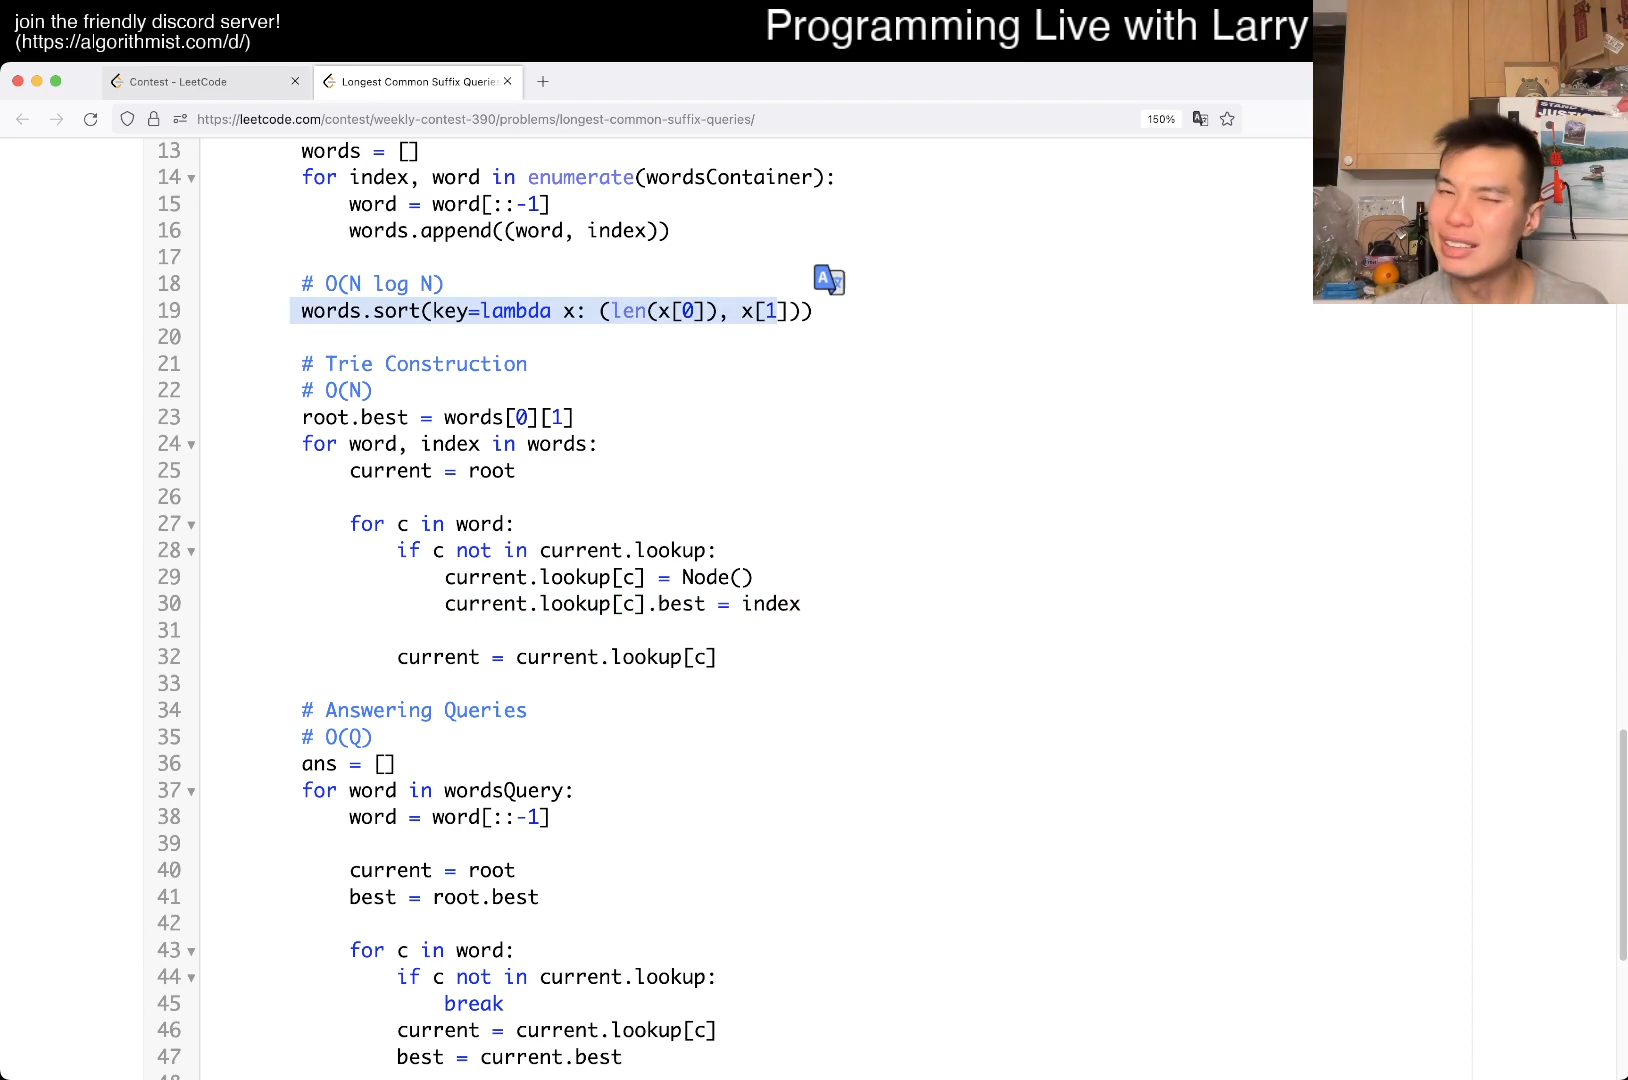 join the friendly discord server!
(https://algorithmist.com/d/)
Programming Live with Larry
Contest - LeetCode
Longest Common Suffix Querie
https://leetcode.com/contest/weekly-contest-390/problems/longest-common-suffix-queries/
150%
13 words = []
14 for index, word in enumerate(wordsContainer):
15 word = word[::-1]
16 words.append((word, index))
17
18 # O(N log N)
19 words.sort(key=lambda x: (len(x[0]), x[1]))
20
21 # Trie Construction
22 # O(N)
23 root.best = words[0][1]
24 for word, index in words:
25 current = root
26
27 for c in word:
28 if c not in current.lookup:
29 current.lookup[c] = Node()
30 current.lookup[c].best = index
31
32 current = current.lookup[c]
33
34 # Answering Queries
35 # O(Q)
36 ans = []
37 for word in wordsQuery:
38 word = word[::-1]
39
40 current = root
41 best = root.best
42
43 for c in word:
44 if c not in current.lookup:
45 break
46 current = current.lookup[c]
47 best = current.best